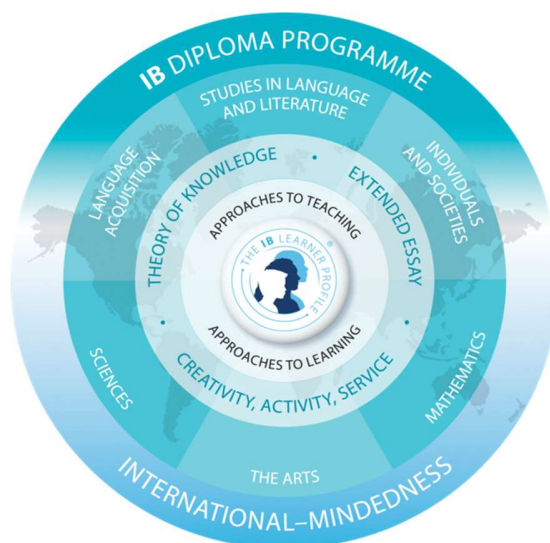 IB DIPLOMA PROGRAMME
STUDIES IN LANGUAGE
AND LITERATURE
LANGUAGE
ACQUISITION
INDIVIDUALS
AND SOCIETIES
THEORY OF KNOWLEDGE
EXTENDED ESSAY
APPROACHES TO TEACHING
THE IB LEARNER PROFILE
®
APPROACHES TO LEARNING
CREATIVITY, ACTIVITY, SERVICE
SCIENCES
MATHEMATICS
THE ARTS
INTERNATIONAL–MINDEDNESS